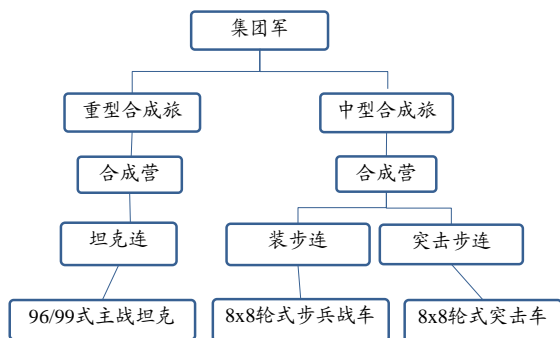 集团军
重型合成旅
中型合成旅
合成营
合成营
坦克连
装步连
突击步连
96/99式主战坦克
8x8轮式步兵战车
8x8轮式突击车